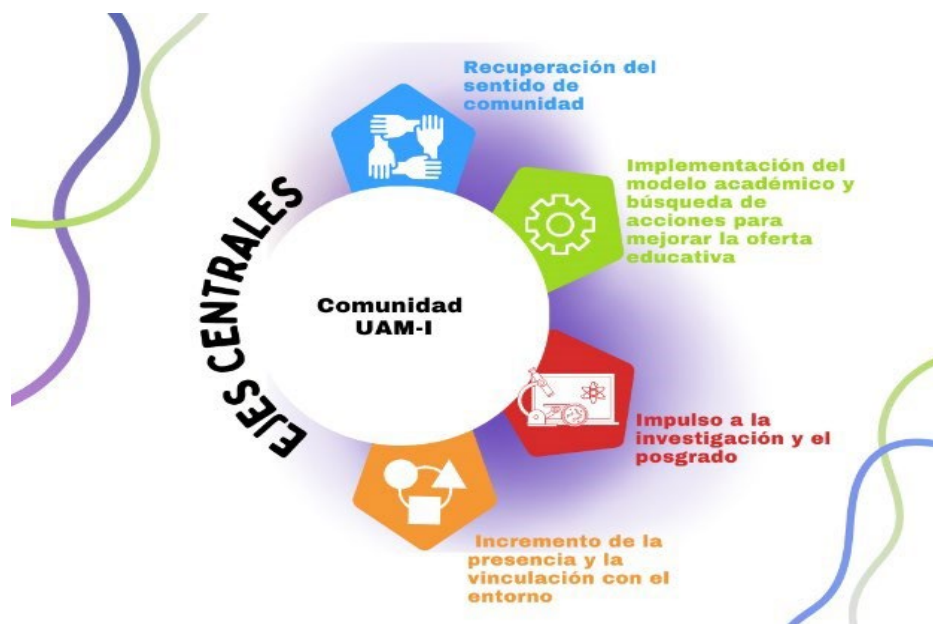 Recuperación del
sentido de
comunidad
Implementación del
modelo académico y
búsqueda de
acciones para
mejorar la oferta
educativa
EJES CENTRALES
Comunidad
UAM-I
Impulso a la
investigación y el
posgrado
Incremento de la
presencia y la
vinculación con el
entorno